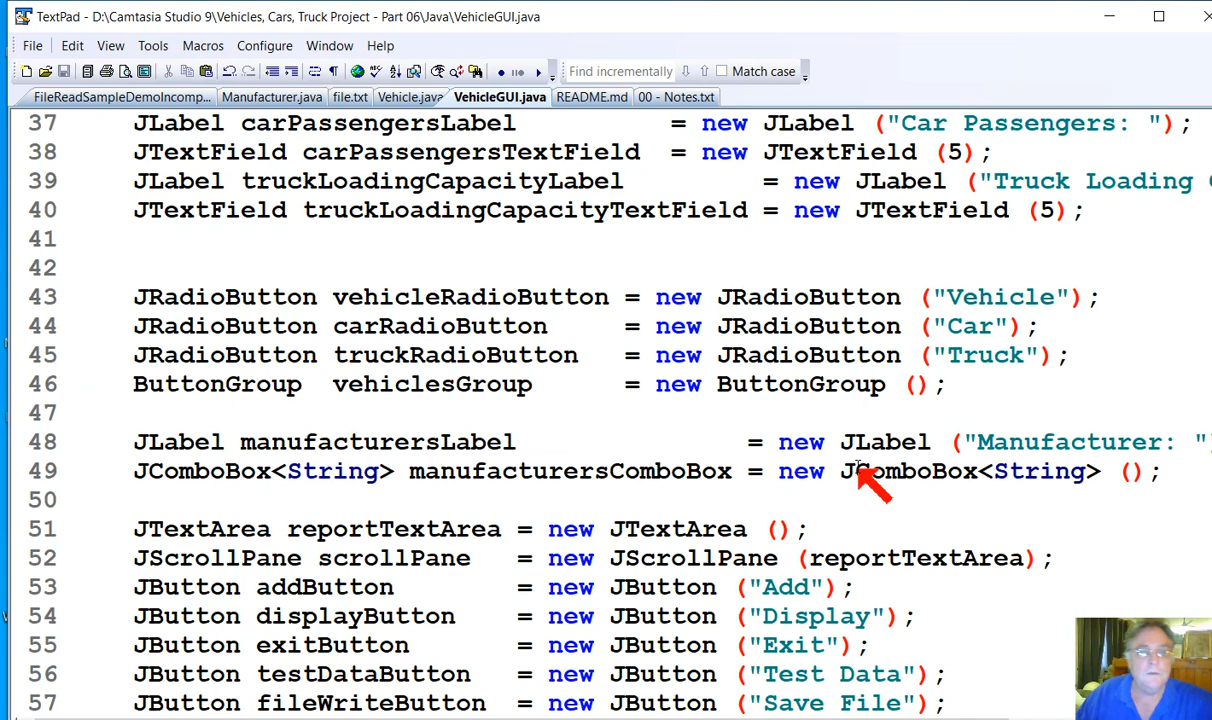 TextPad - D:\Camtasia Studio 9\Vehicles, Cars, Truck Project - Part 06\Java\VehicleGUI.java
File Edit View Tools Macros Configure Window Help
Find incrementally Match case
FileReadSampleDemoIncomp... Manufacturer.java file.txt Vehicle.java VehicleGUI.java README.md 00 - Notes.txt
37 JLabel carPassengersLabel = new JLabel ("Car Passengers: ");
38 JTextField carPassengersTextField = new JTextField (5);
39 JLabel truckLoadingCapacityLabel = new JLabel ("Truck Loading
40 JTextField truckLoadingCapacityTextField = new JTextField (5);
41
42
43 JRadioButton vehicleRadioButton = new JRadioButton ("Vehicle");
44 JRadioButton carRadioButton = new JRadioButton ("Car");
45 JRadioButton truckRadioButton = new JRadioButton ("Truck");
46 ButtonGroup vehiclesGroup = new ButtonGroup ();
47
48 JLabel manufacturersLabel = new JLabel ("Manufacturer: "
49 JComboBox<String> manufacturersComboBox = new JComboBox<String> ();
50
51 JTextArea reportTextArea = new JTextArea ();
52 JScrollPane scrollPane = new JScrollPane (reportTextArea);
53 JButton addButton = new JButton ("Add");
54 JButton displayButton = new JButton ("Display");
55 JButton exitButton = new JButton ("Exit");
56 JButton testDataButton = new JButton ("Test Data");
57 JButton fileWriteButton = new JButton ("Save File");